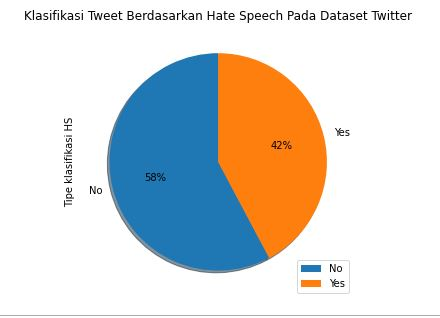 Klasifikasi Tweet Berdasarkan Hate Speech Pada Dataset Twitter
Tipe klasifikasi HS
Yes
42%
58%
No
No
Yes